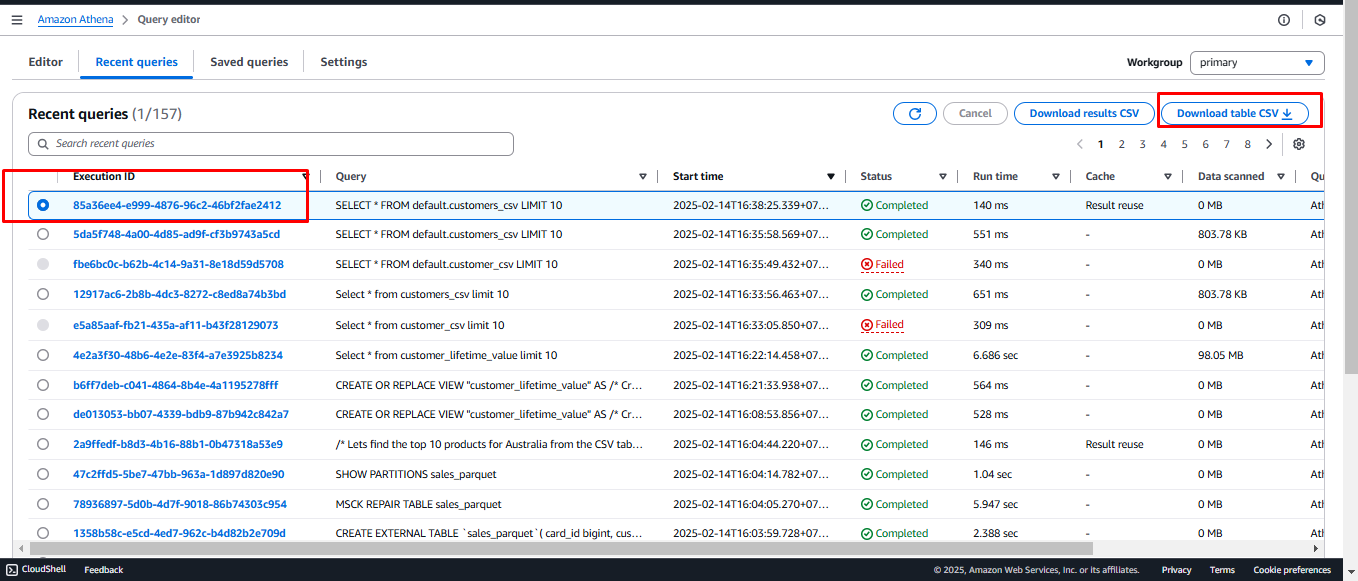 Amazon Athena > Query editor
Editor Recent queries Saved queries Settings Workgroup primary
Recent queries (1/157) Cancel Download results CSV Download table CSV
Search recent queries 1 2 3 4 5 6 7 8
Execution ID Query Start time Status Run time Cache Data scanned Qu
85a36ee4-e999-4876-96c2-46bf2fae2412 SELECT * FROM default.customers_csv LIMIT 10 2025-02-14T16:38:25.339+07... Completed 140 ms Result reuse 0 MB Ath
5da5f748-4a00-4d85-ad9f-cf3b9743a5cd SELECT * FROM default.customers_csv LIMIT 10 2025-02-14T16:35:58.569+07... Completed 551 ms - 803.78 KB Ath
fbe6bc0c-b62b-4c14-9a31-8e18d59d5708 SELECT * FROM default.customer_csv LIMIT 10 2025-02-14T16:35:49.432+07... Failed 340 ms - 0 MB Ath
12917ac6-2b8b-4dc3-8272-c8ed8a74b3bd Select * from customers_csv limit 10 2025-02-14T16:33:56.463+07... Completed 651 ms - 803.78 KB Ath
e5a85aaf-fb21-435a-af11-b43f28129073 Select * from customer_csv limit 10 2025-02-14T16:33:05.850+07... Failed 309 ms - 0 MB Ath
4e2a3f30-48b6-4e2e-83f4-a7e3925b8234 Select * from customer_lifetime_value limit 10 2025-02-14T16:22:14.458+07... Completed 6.686 sec - 98.05 MB Ath
b6ff7deb-c041-4864-8b4e-4a1195278fff CREATE OR REPLACE VIEW "customer_lifetime_value" AS /* Cr... 2025-02-14T16:21:33.938+07... Completed 564 ms - 0 MB Ath
de013053-bb07-4339-bdb9-87b942c842a7 CREATE OR REPLACE VIEW "customer_lifetime_value" AS /* Cr... 2025-02-14T16:08:53.856+07... Completed 528 ms - 0 MB Ath
2a9ffedf-b8d3-4b16-88b1-0b47318a53e9 /* Lets find the top 10 products for Australia from the CSV tab... 2025-02-14T16:04:44.220+07... Completed 146 ms Result reuse 0 MB Ath
47c2ffd5-5be7-47bb-963a-1d897d820e90 SHOW PARTITIONS sales_parquet 2025-02-14T16:04:14.782+07... Completed 1.04 sec - 0 MB Ath
78936897-5d0b-4d7f-9018-86b74303c954 MSCK REPAIR TABLE sales_parquet 2025-02-14T16:04:05.270+07... Completed 5.947 sec - 0 MB Ath
1358b58c-e5cd-4ed7-962c-b4d82b2e709d CREATE EXTERNAL TABLE `sales_parquet`( card_id bigint, cus... 2025-02-14T16:03:59.728+07... Completed 2.388 sec - 0 MB Ath
CloudShell Feedback © 2025, Amazon Web Services, Inc. or its affiliates. Privacy Terms Cookie preferences